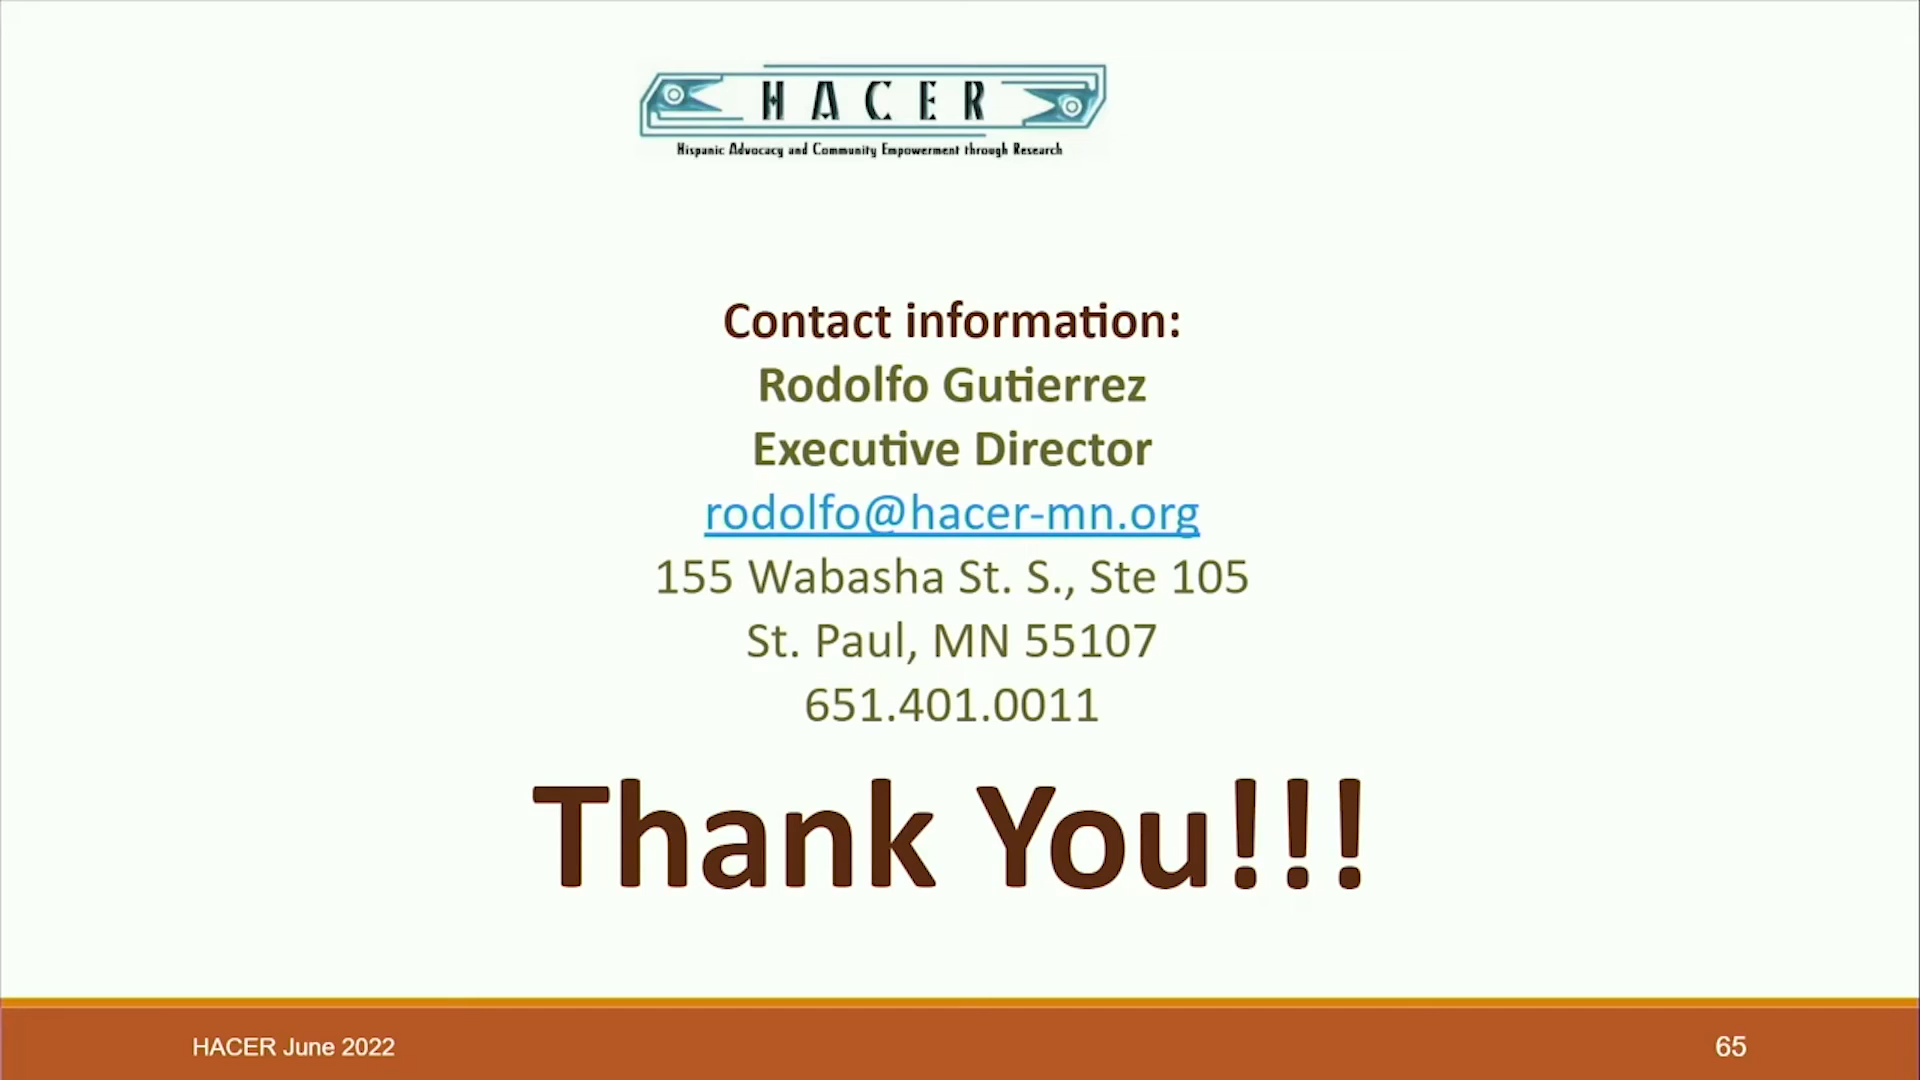 HACER
Hispanic Advocacy and Community Empowerment through Research
Contact information:
Rodolfo Gutierrez
Executive Director
rodolfo@hacer-mn.org
155 Wabasha St. S., Ste 105
St. Paul, MN 55107
651.401.0011
Thank You!!!
HACER June 2022
65